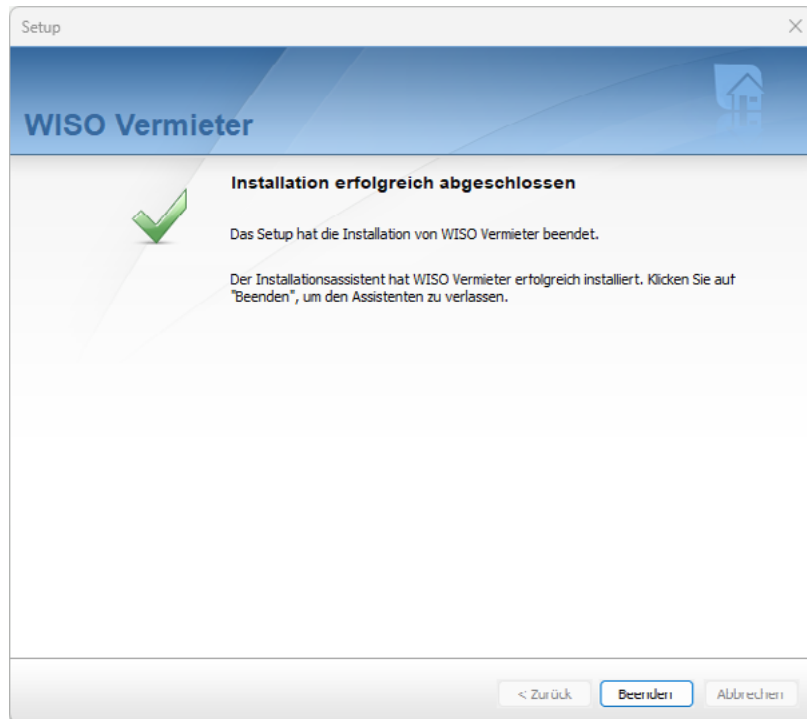 Setup
WISO Vermieter
Installation erfolgreich abgeschlossen
Das Setup hat die Installation von WISO Vermieter beendet.
Der Installationsassistent hat WISO Vermieter erfolgreich installiert. Klicken Sie auf
"Beenden", um den Assistenten zu verlassen.
< Zurück Beenden Abbrechen